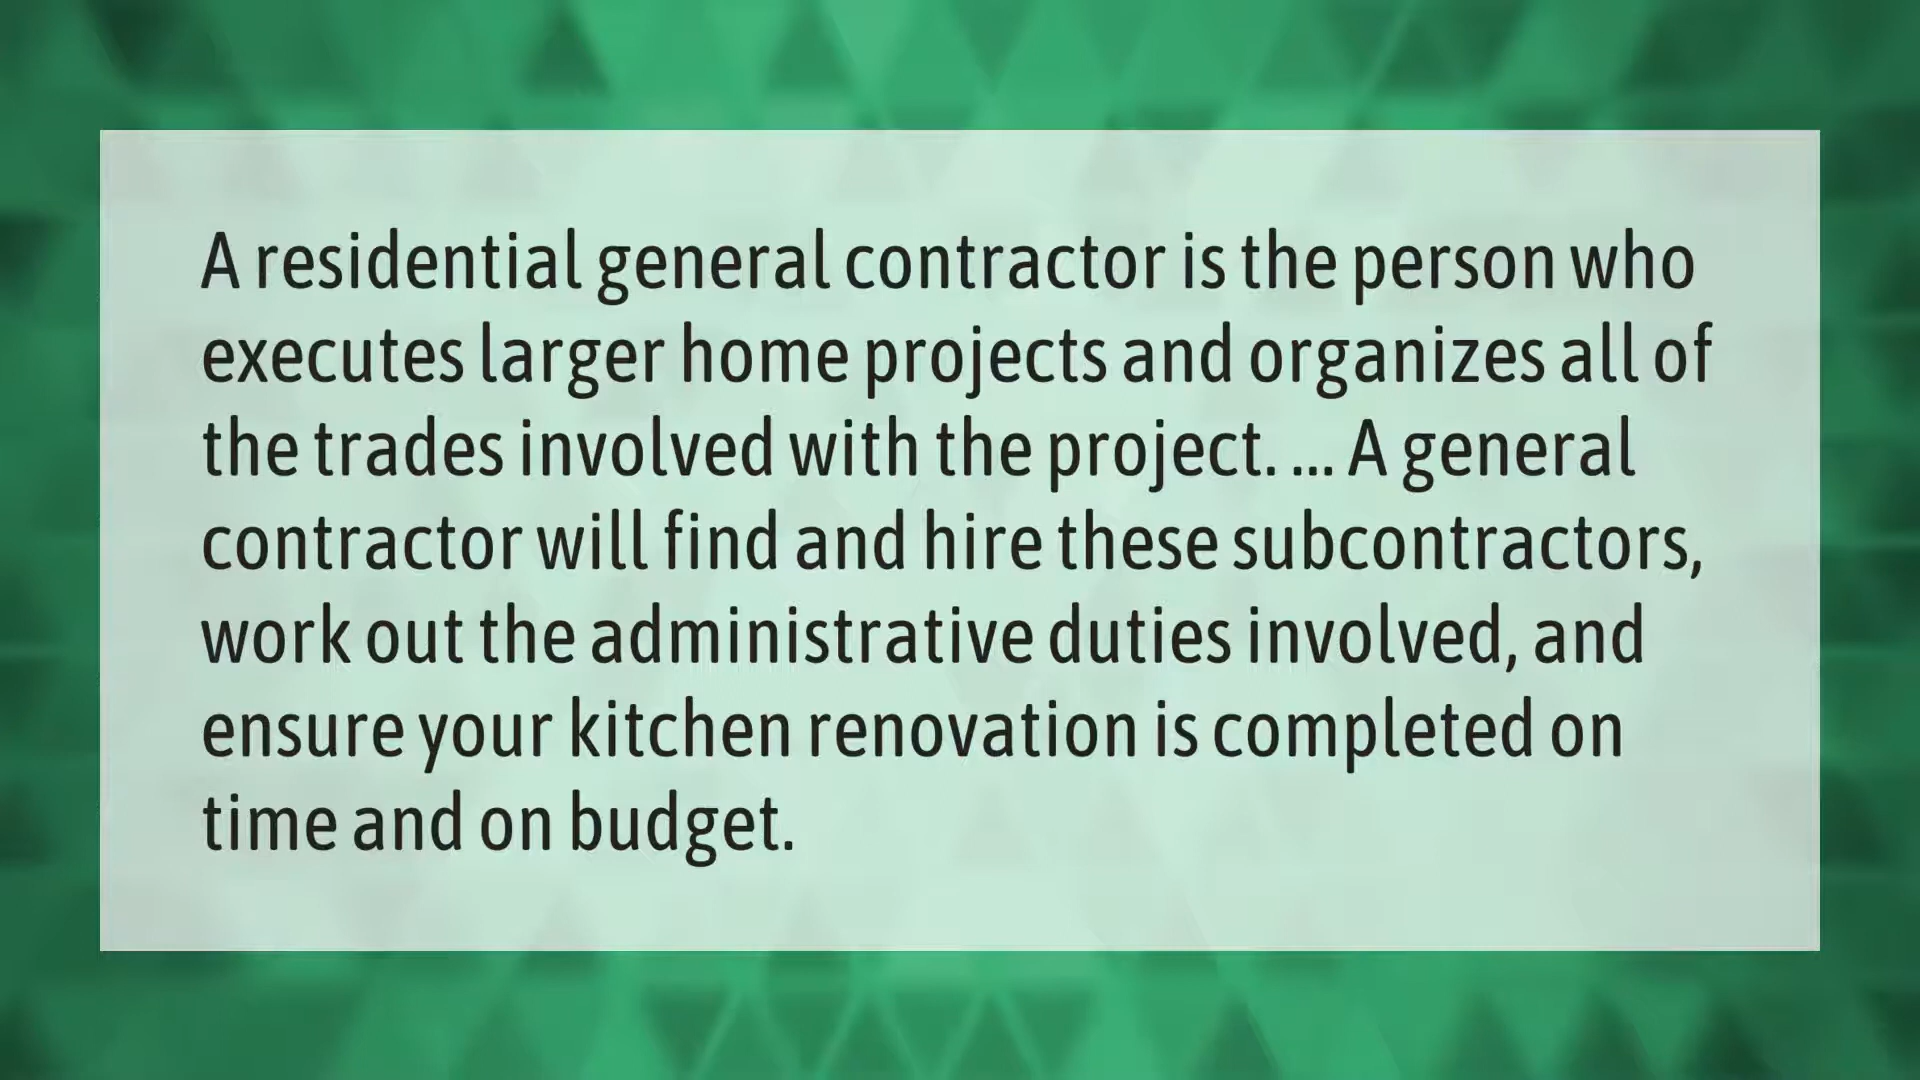 A residential general contractor is the person who
executes larger home projects and organizes all of
the trades involved with the project. ... A general
contractor will find and hire these subcontractors,
work out the administrative duties involved, and
ensure your kitchen renovation is completed on
time and on budget.